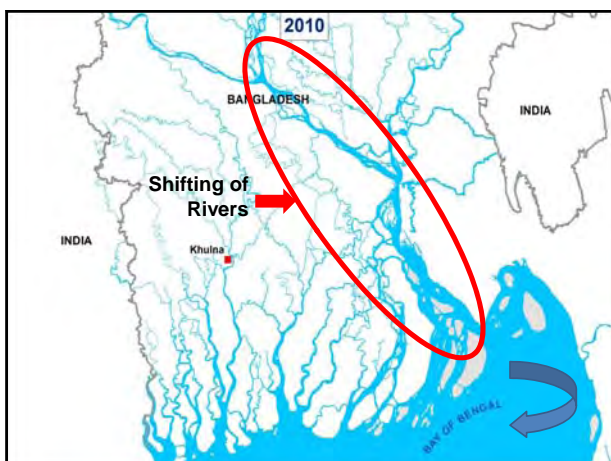 2010
BANGLADESH
INDIA
Shifting of
Rivers
INDIA
Khulna
BAY OF BENGAL